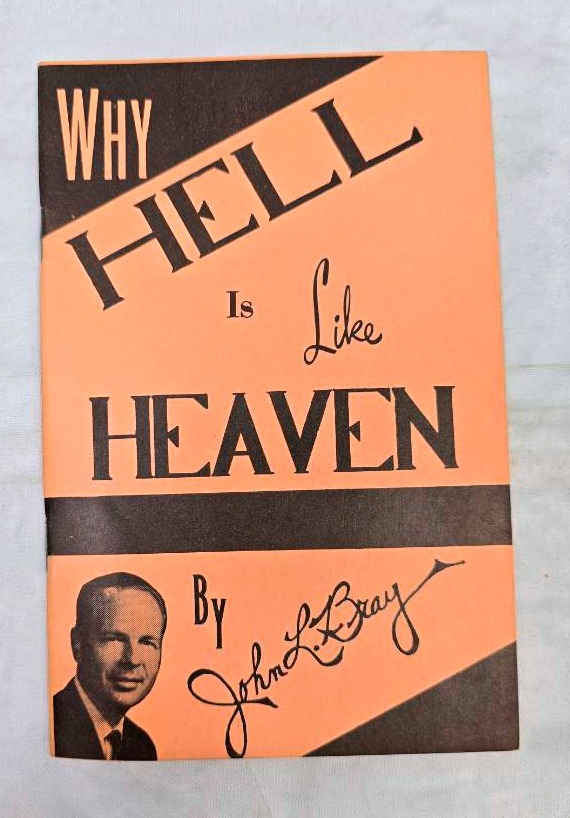 WHY
HELL
Is Like
HEAVEN
By
John L. Bray